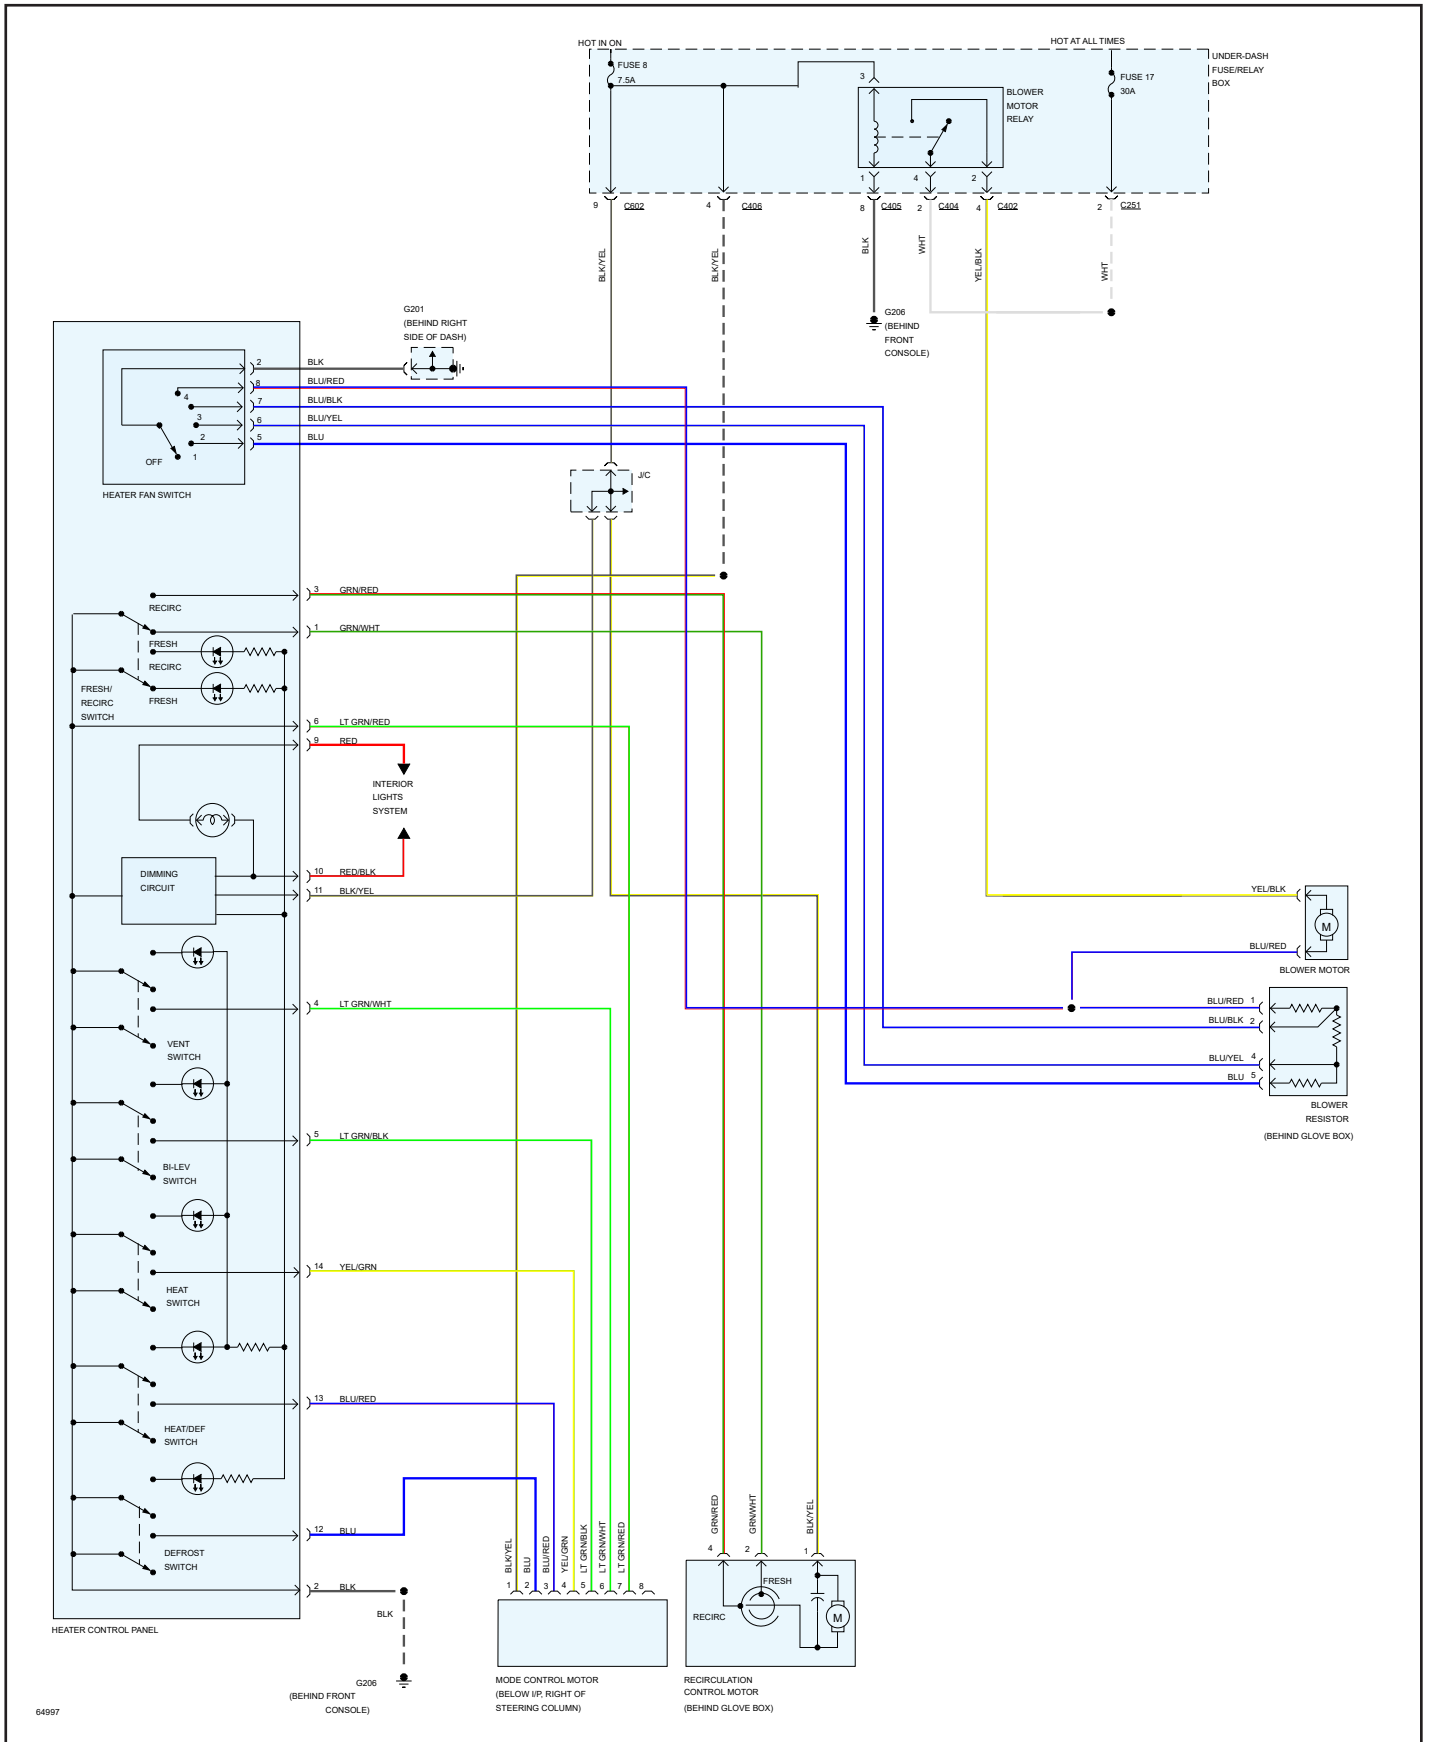 HOT IN ON
HOT AT ALL TIMES
FUSE 8
7.5A
FUSE 17
30A
UNDER-DASH
FUSE/RELAY
BOX
3
BLOWER
MOTOR
RELAY
1
4
2
9
C602
4
C406
8
C405
2
C404
4
C402
2
C251
BLK/YEL
BLK/YEL
BLK
WHT
YEL/BLK
WHT
G206
(BEHIND
FRONT
CONSOLE)
G201
(BEHIND RIGHT
SIDE OF DASH)
2
BLK
8
BLU/RED
7
BLU/BLK
6
BLU/YEL
5
BLU
4
3
2
1
OFF
HEATER FAN SWITCH
J/C
3
GRN/RED
RECIRC
1
GRN/WHT
FRESH
RECIRC
FRESH
FRESH/
RECIRC
SWITCH
6
LT GRN/RED
9
RED
INTERIOR
LIGHTS
SYSTEM
DIMMING
CIRCUIT
10
RED/BLK
11
BLK/YEL
YEL/BLK
M
BLU/RED
BLOWER MOTOR
4
LT GRN/WHT
BLU/RED
1
BLU/BLK
2
BLU/YEL
4
BLU
5
BLOWER
RESISTOR
(BEHIND GLOVE BOX)
VENT
SWITCH
5
LT GRN/BLK
BI-LEV
SWITCH
14
YEL/GRN
HEAT
SWITCH
13
BLU/RED
HEAT/DEF
SWITCH
12
BLU
DEFROST
SWITCH
2
BLK
BLK
HEATER CONTROL PANEL
G206
(BEHIND FRONT
CONSOLE)
BLK/YEL
BLU
BLU/RED
YEL/GRN
LT GRN/BLK
LT GRN/WHT
LT GRN/RED
1
2
3
4
5
6
7
8
MODE CONTROL MOTOR
(BELOW I/P, RIGHT OF
STEERING COLUMN)
GRN/RED
GRN/WHT
BLK/YEL
4
2
1
FRESH
RECIRC
M
RECIRCULATION
CONTROL MOTOR
(BEHIND GLOVE BOX)
64997